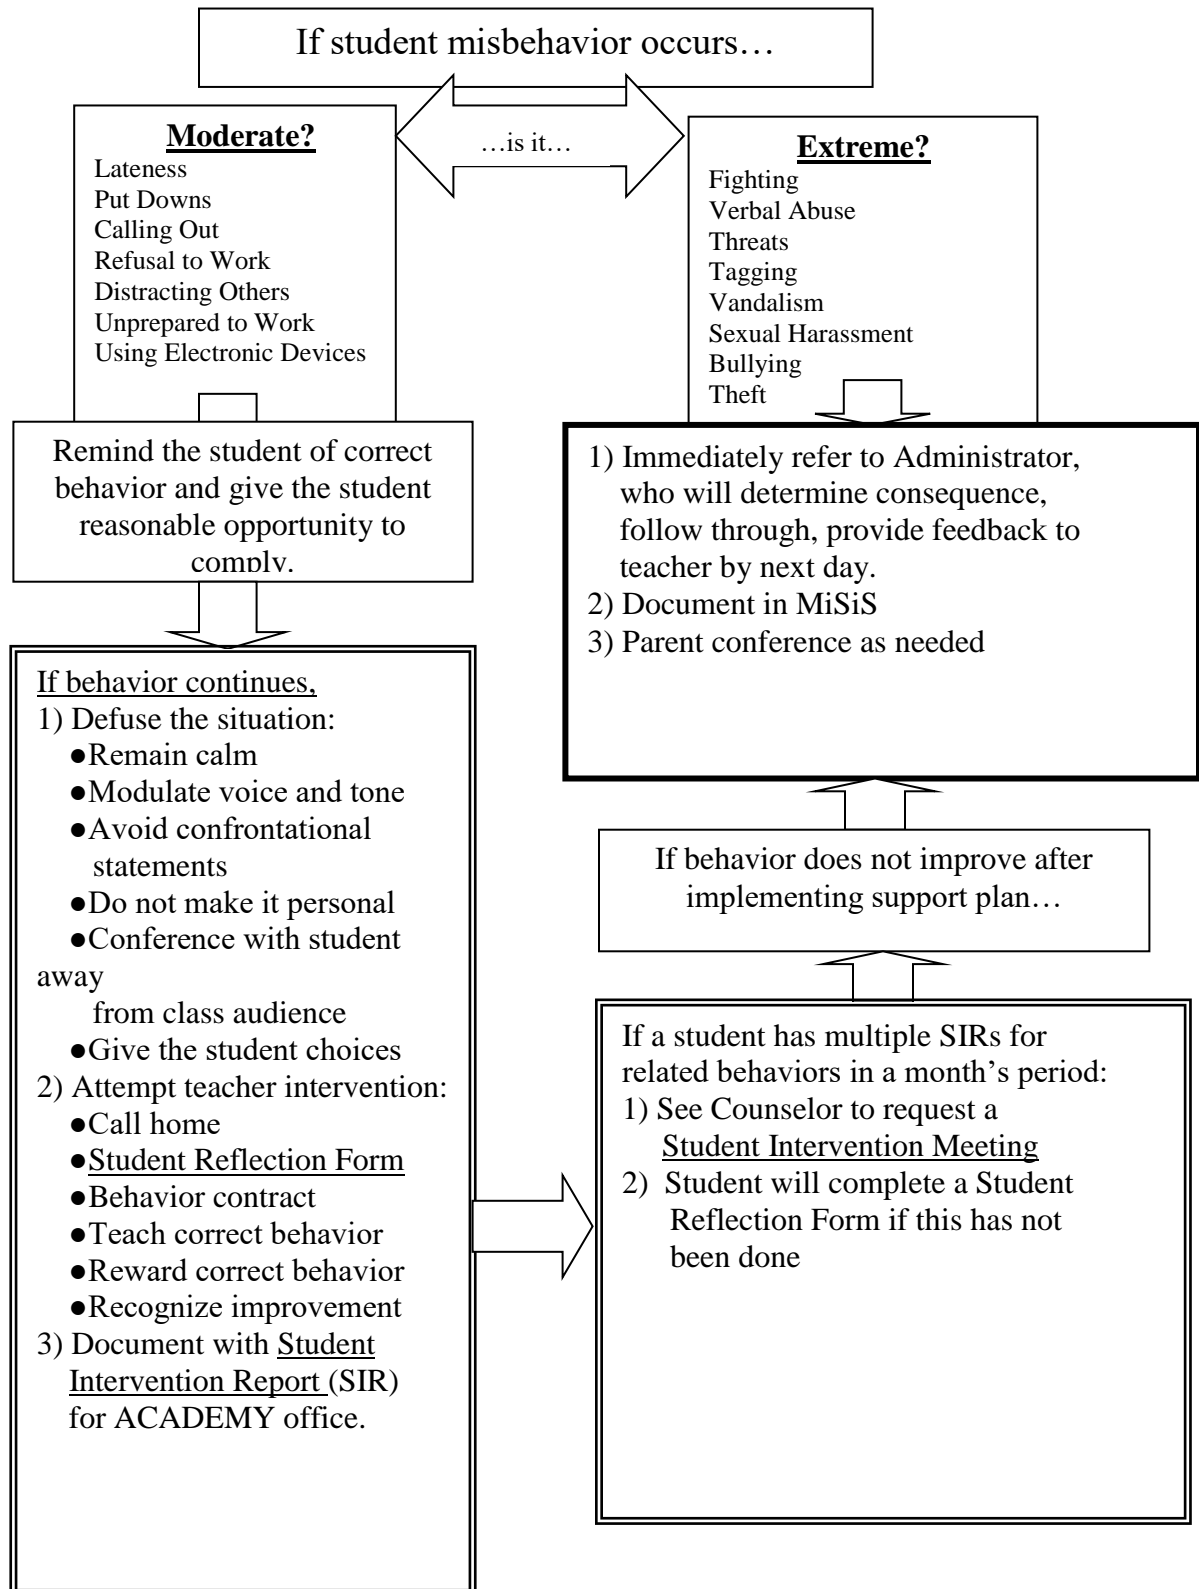 If student misbehavior occurs…
…is it…
Moderate?
Lateness
Put Downs
Calling Out
Refusal to Work
Distracting Others
Unprepared to Work
Using Electronic Devices
Extreme?
Fighting
Verbal Abuse
Threats
Tagging
Vandalism
Sexual Harassment
Bullying
Theft
Remind the student of correct
behavior and give the student
reasonable opportunity to
comply.
1) Immediately refer to Administrator,
who will determine consequence,
follow through, provide feedback to
teacher by next day.
2) Document in MiSiS
3) Parent conference as needed
If behavior continues,
1) Defuse the situation:
●Remain calm
●Modulate voice and tone
●Avoid confrontational
statements
●Do not make it personal
●Conference with student
away
from class audience
●Give the student choices
2) Attempt teacher intervention:
●Call home
●Student Reflection Form
●Behavior contract
●Teach correct behavior
●Reward correct behavior
●Recognize improvement
3) Document with Student
Intervention Report (SIR)
for ACADEMY office.
If behavior does not improve after
implementing support plan…
If a student has multiple SIRs for
related behaviors in a month’s period:
1) See Counselor to request a
Student Intervention Meeting
2) Student will complete a Student
Reflection Form if this has not
been done